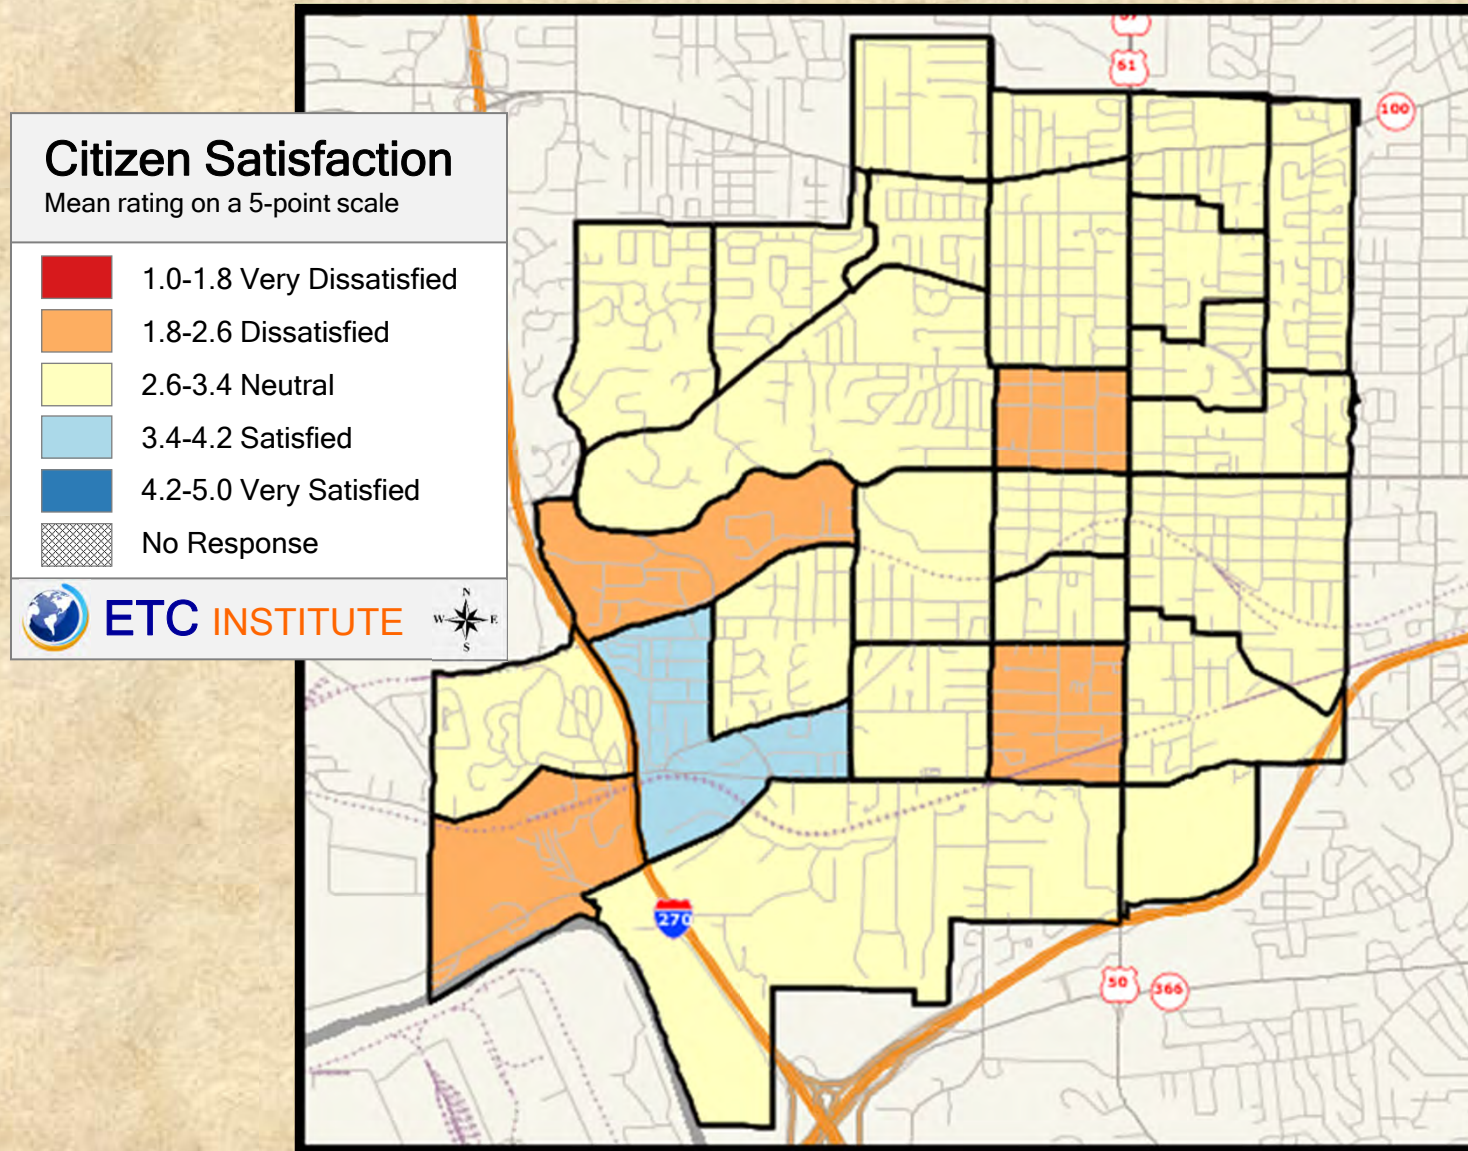 61
100
Citizen Satisfaction
Mean rating on a 5-point scale
1.0-1.8 Very Dissatisfied
1.8-2.6 Dissatisfied
2.6-3.4 Neutral
3.4-4.2 Satisfied
4.2-5.0 Very Satisfied
No Response
ETC INSTITUTE
N
W E
S
270
50 366